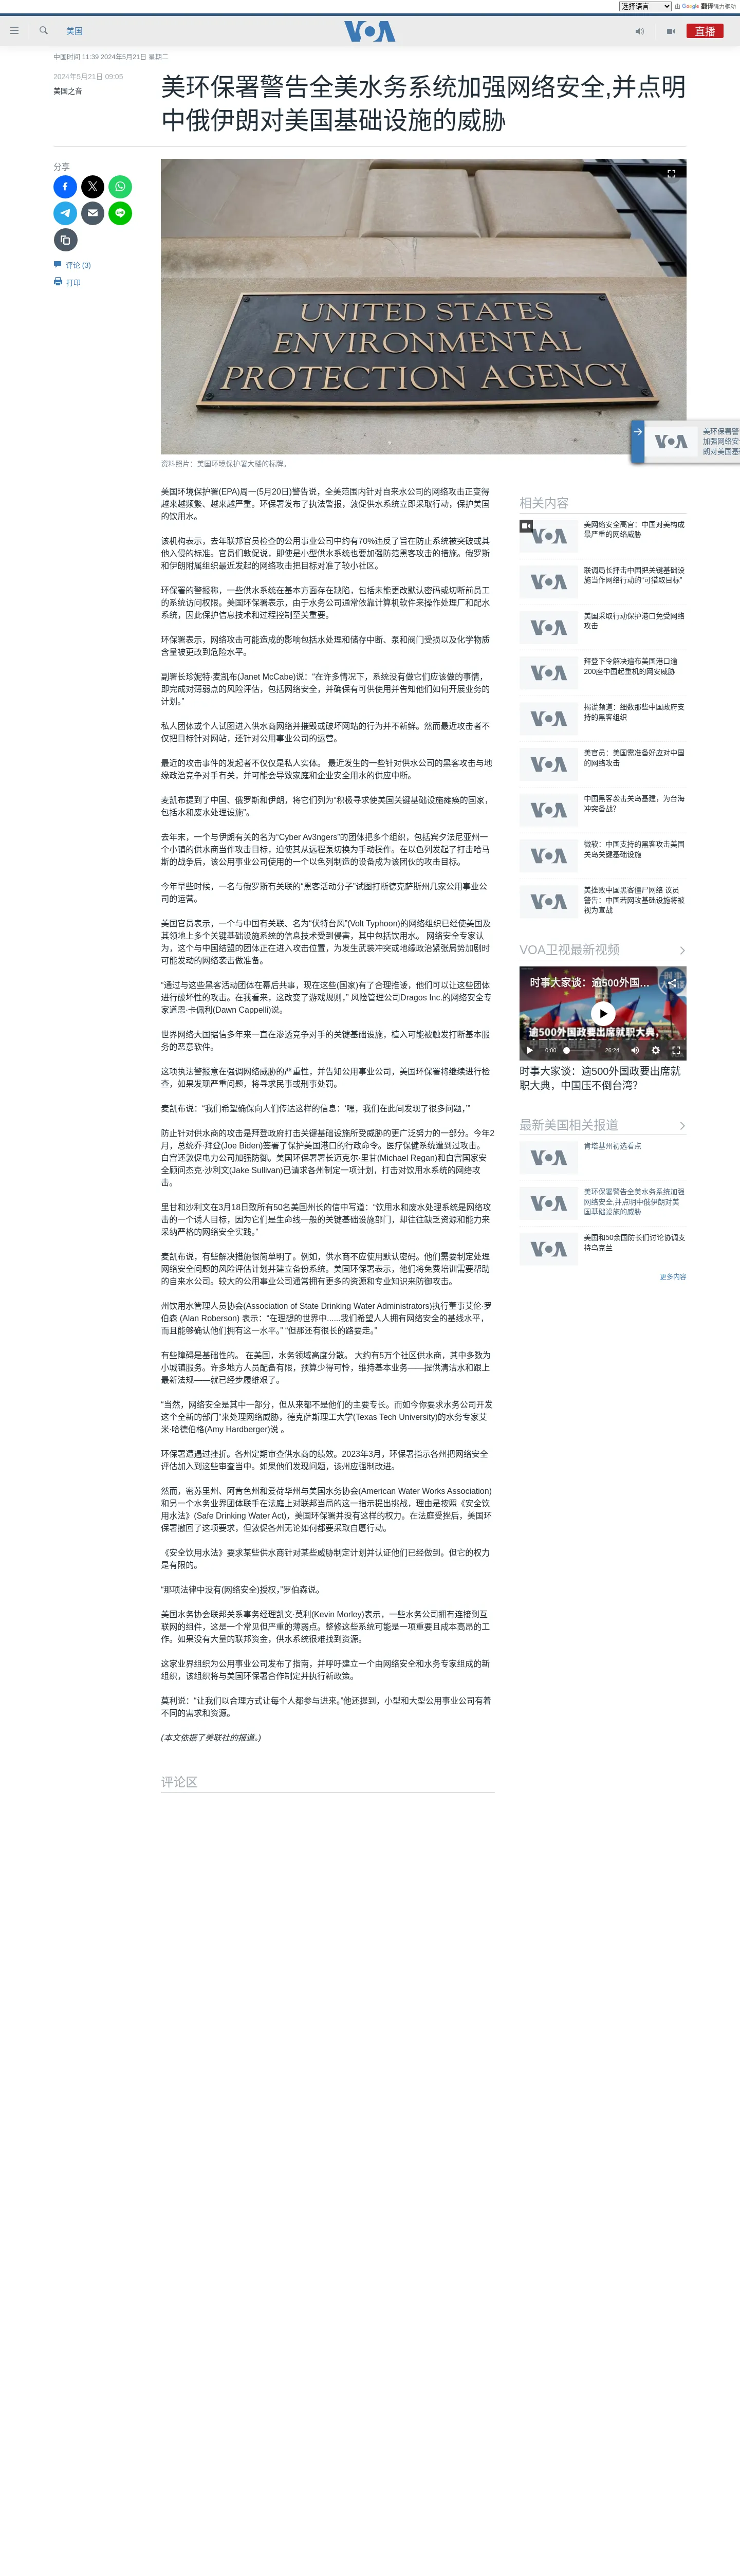 选择语言
由 Google 翻译强力驱动
美国
VOA
直播
中国时间 11:39 2024年5月21日 星期二
2024年5月21日 09:05
美国之音
美环保署警告全美水务系统加强网络安全,并点明
中俄伊朗对美国基础设施的威胁
分享
评论 (3)
打印
UNITED STATES
ENVIRONMENTAL
PROTECTION AGENCY
资料照片：美国环境保护署大楼的标牌。
VOA
美环保署警
加强网络安
朗对美国基
美国环境保护署(EPA)周一(5月20日)警告说，全美范围内针对自来水公司的网络攻击正变得
越来越频繁、越来越严重。环保署发布了执法警报，敦促供水系统立即采取行动，保护美国
的饮用水。
该机构表示，去年联邦官员检查的公用事业公司中约有70%违反了旨在防止系统被突破或其
他入侵的标准。官员们敦促说，即使是小型供水系统也要加强防范黑客攻击的措施。俄罗斯
和伊朗附属组织最近发起的网络攻击把目标对准了较小社区。
环保署的警报称，一些供水系统在基本方面存在缺陷，包括未能更改默认密码或切断前员工
的系统访问权限。美国环保署表示，由于水务公司通常依靠计算机软件来操作处理厂和配水
系统，因此保护信息技术和过程控制至关重要。
环保署表示，网络攻击可能造成的影响包括水处理和储存中断、泵和阀门受损以及化学物质
含量被更改到危险水平。
副署长珍妮特·麦凯布(Janet McCabe)说：“在许多情况下，系统没有做它们应该做的事情，
即完成对薄弱点的风险评估，包括网络安全，并确保有可供使用并告知他们如何开展业务的
计划。”
私人团体或个人试图进入供水商网络并摧毁或破坏网站的行为并不新鲜。然而最近攻击者不
仅把目标针对网站，还针对公用事业公司的运营。
最近的攻击事件的发起者不仅仅是私人实体。 最近发生的一些针对供水公司的黑客攻击与地
缘政治竞争对手有关，并可能会导致家庭和企业安全用水的供应中断。
麦凯布提到了中国、俄罗斯和伊朗，将它们列为“积极寻求使美国关键基础设施瘫痪的国家，
包括水和废水处理设施”。
去年末，一个与伊朗有关的名为“Cyber Av3ngers”的团体把多个组织，包括宾夕法尼亚州一
个小镇的供水商当作攻击目标，迫使其从远程泵切换为手动操作。在以色列发起了打击哈马
斯的战争后，该公用事业公司使用的一个以色列制造的设备成为该团伙的攻击目标。
今年早些时候，一名与俄罗斯有关联的“黑客活动分子”试图打断德克萨斯州几家公用事业公
司的运营。
美国官员表示，一个与中国有关联、名为“伏特台风”(Volt Typhoon)的网络组织已经使美国及
其领地上多个关键基础设施系统的信息技术受到侵害，其中包括饮用水。 网络安全专家认
为，这个与中国结盟的团体正在进入攻击位置，为发生武装冲突或地缘政治紧张局势加剧时
可能发动的网络袭击做准备。
“通过与这些黑客活动团体在幕后共事，现在这些(国家)有了合理推诿，他们可以让这些团体
进行破坏性的攻击。在我看来，这改变了游戏规则，” 风险管理公司Dragos Inc.的网络安全专
家道恩·卡佩利(Dawn Cappelli)说。
世界网络大国据信多年来一直在渗透竞争对手的关键基础设施，植入可能被触发打断基本服
务的恶意软件。
这项执法警报意在强调网络威胁的严重性，并告知公用事业公司，美国环保署将继续进行检
查，如果发现严重问题，将寻求民事或刑事处罚。
麦凯布说：“我们希望确保向人们传达这样的信息：‘嘿，我们在此间发现了很多问题，’”
防止针对供水商的攻击是拜登政府打击关键基础设施所受威胁的更广泛努力的一部分。今年2
月，总统乔·拜登(Joe Biden)签署了保护美国港口的行政命令。医疗保健系统遭到过攻击。
白宫还敦促电力公司加强防御。美国环保署署长迈克尔·里甘(Michael Regan)和白宫国家安
全顾问杰克·沙利文(Jake Sullivan)已请求各州制定一项计划，打击对饮用水系统的网络攻
击。
里甘和沙利文在3月18日致所有50名美国州长的信中写道：“饮用水和废水处理系统是网络攻
击的一个诱人目标，因为它们是生命线一般的关键基础设施部门，却往往缺乏资源和能力来
采纳严格的网络安全实践。”
麦凯布说，有些解决措施很简单明了。例如，供水商不应使用默认密码。他们需要制定处理
网络安全问题的风险评估计划并建立备份系统。美国环保署表示，他们将免费培训需要帮助
的自来水公司。较大的公用事业公司通常拥有更多的资源和专业知识来防御攻击。
州饮用水管理人员协会(Association of State Drinking Water Administrators)执行董事艾伦·罗
伯森 (Alan Roberson) 表示：“在理想的世界中......我们希望人人拥有网络安全的基线水平，
而且能够确认他们拥有这一水平。” “但那还有很长的路要走。”
有些障碍是基础性的。 在美国，水务领域高度分散。 大约有5万个社区供水商，其中多数为
小城镇服务。许多地方人员配备有限，预算少得可怜，维持基本业务——提供清洁水和跟上
最新法规——就已经步履维艰了。
“当然，网络安全是其中一部分，但从来都不是他们的主要专长。而如今你要求水务公司开发
这个全新的部门”来处理网络威胁，德克萨斯理工大学(Texas Tech University)的水务专家艾
米·哈德伯格(Amy Hardberger)说 。
环保署遭遇过挫折。各州定期审查供水商的绩效。2023年3月，环保署指示各州把网络安全
评估加入到这些审查当中。如果他们发现问题，该州应强制改进。
然而，密苏里州、阿肯色州和爱荷华州与美国水务协会(American Water Works Association)
和另一个水务业界团体联手在法庭上对联邦当局的这一指示提出挑战，理由是按照《安全饮
用水法》(Safe Drinking Water Act)，美国环保署并没有这样的权力。在法庭受挫后，美国环
保署撤回了这项要求，但敦促各州无论如何都要采取自愿行动。
《安全饮用水法》要求某些供水商针对某些威胁制定计划并认证他们已经做到。但它的权力
是有限的。
“那项法律中没有(网络安全)授权，”罗伯森说。
美国水务协会联邦关系事务经理凯文·莫利(Kevin Morley)表示，一些水务公司拥有连接到互
联网的组件，这是一个常见但严重的薄弱点。整修这些系统可能是一项重要且成本高昂的工
作。如果没有大量的联邦资金，供水系统很难找到资源。
这家业界组织为公用事业公司发布了指南，并呼吁建立一个由网络安全和水务专家组成的新
组织，该组织将与美国环保署合作制定并执行新政策。
莫利说：“让我们以合理方式让每个人都参与进来。”他还提到，小型和大型公用事业公司有着
不同的需求和资源。
(本文依据了美联社的报道。)
评论区
相关内容
VOA
美网络安全高官：中国对美构成
最严重的网络威胁
VOA
联调局长抨击中国把关键基础设
施当作网络行动的“可猎取目标”
VOA
美国采取行动保护港口免受网络
攻击
VOA
拜登下令解决遍布美国港口逾
200座中国起重机的网安威胁
VOA
揭谎频道：细数那些中国政府支
持的黑客组织
VOA
美官员：美国需准备好应对中国
的网络攻击
VOA
中国黑客袭击关岛基建，为台海
冲突备战?
VOA
微软：中国支持的黑客攻击美国
关岛关键基础设施
VOA
美挫败中国黑客僵尸网络 议员
警告：中国若网攻基础设施将被
视为宣战
VOA卫视最新视频
时事大家谈：逾500外国...
逾500外国政要出席就职大典，
0:00
26:24
时事大家谈：逾500外国政要出席就
职大典，中国压不倒台湾?
最新美国相关报道
VOA
肯塔基州初选看点
VOA
美环保署警告全美水务系统加强
网络安全,并点明中俄伊朗对美
国基础设施的威胁
VOA
美国和50余国防长们讨论协调支
持乌克兰
更多内容